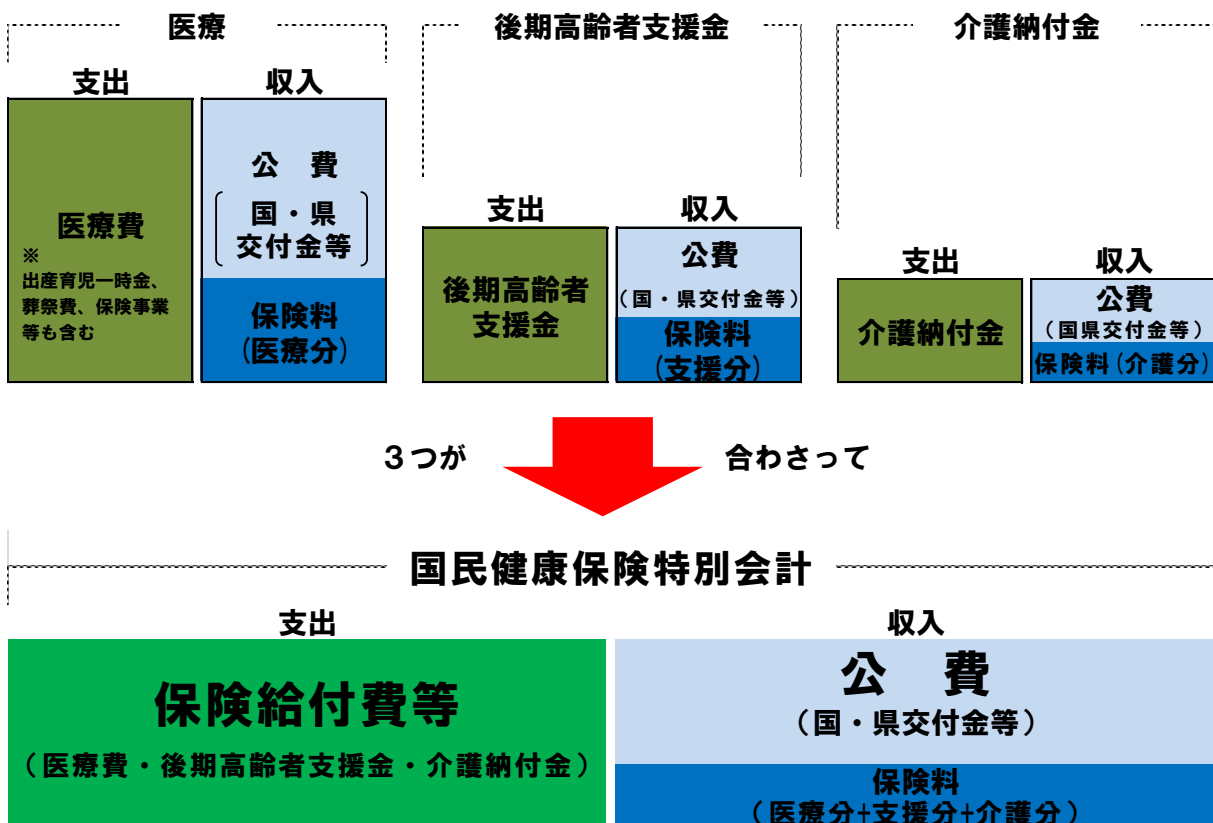 医療
支出
収入
医療費
※
出産育児一時金、
葬祭費、保険事業
等も含む
公　費
国・県
交付金等
保険料
(医療分)
後期高齢者支援金
支出
収入
後期高齢者
支援金
公費
(国・県交付金等)
保険料
(支援分)
介護納付金
支出
収入
介護納付金
公費
(国県交付金等)
保険料(介護分)
３つが
合わさって
国民健康保険特別会計
支出
収入
保険給付費等
(医療費・後期高齢者支援金・介護納付金)
公　費
(国・県交付金等)
保険料
(医療分+支援分+介護分)